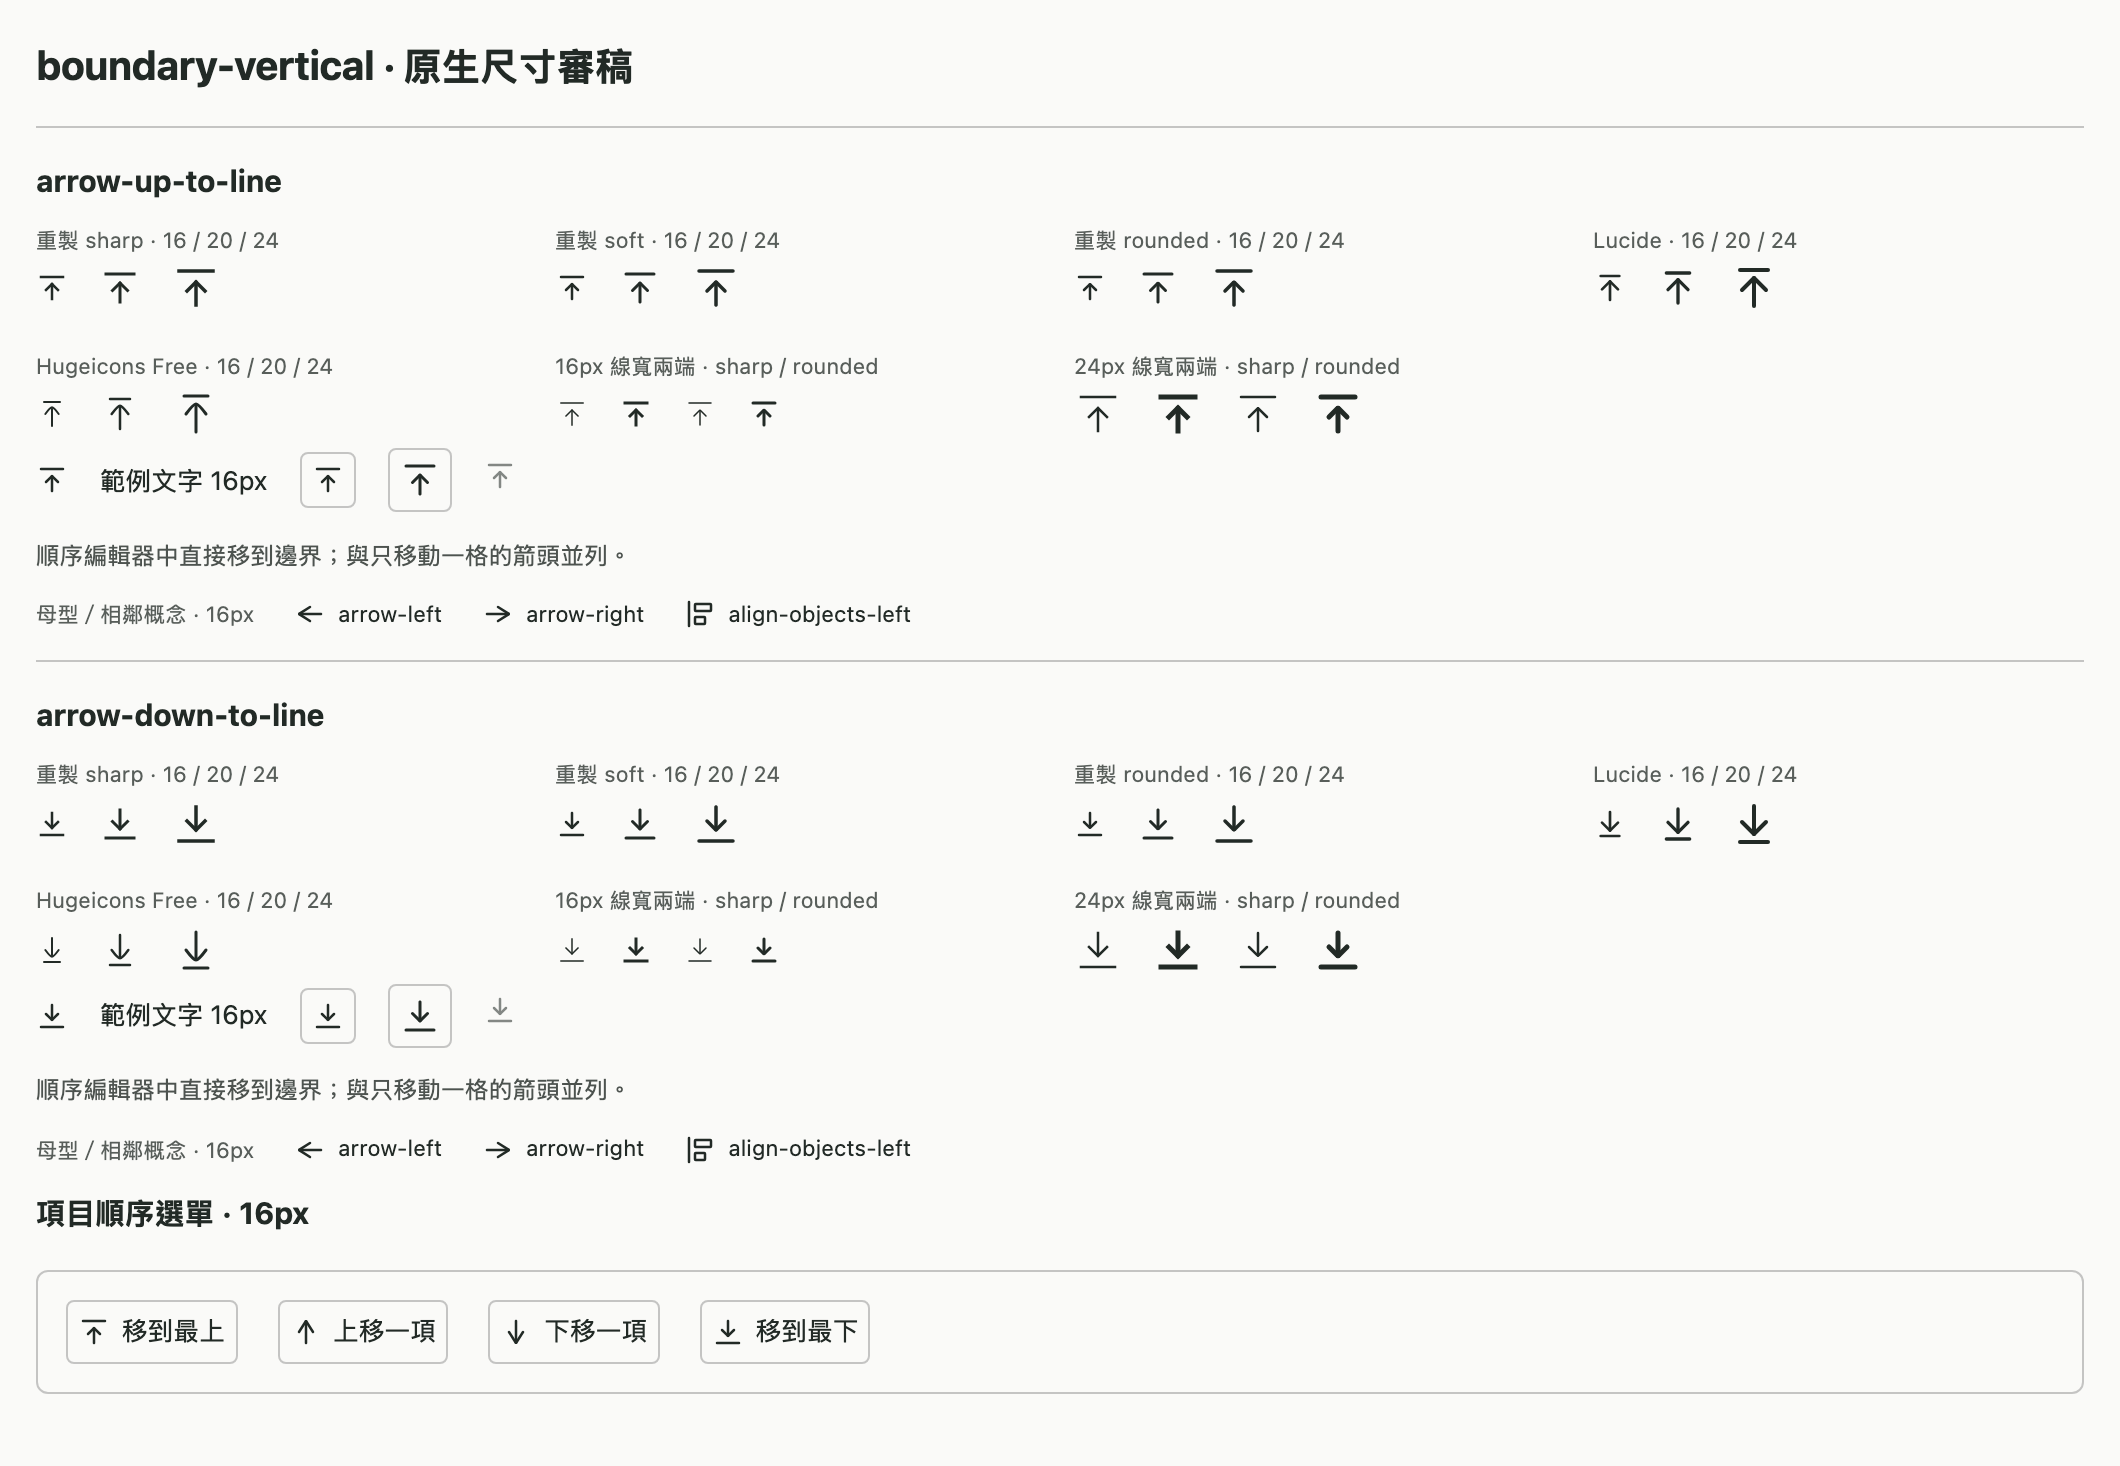 boundary-vertical · 原生尺寸審稿
arrow-up-to-line
重製 sharp · 16 / 20 / 24
重製 soft · 16 / 20 / 24
重製 rounded · 16 / 20 / 24
Lucide · 16 / 20 / 24
Hugeicons Free · 16 / 20 / 24
16px 線寬兩端 · sharp / rounded
24px 線寬兩端 · sharp / rounded
範例文字 16px
順序編輯器中直接移到邊界；與只移動一格的箭頭並列。
母型 / 相鄰概念 · 16px
arrow-left
arrow-right
align-objects-left
arrow-down-to-line
重製 sharp · 16 / 20 / 24
重製 soft · 16 / 20 / 24
重製 rounded · 16 / 20 / 24
Lucide · 16 / 20 / 24
Hugeicons Free · 16 / 20 / 24
16px 線寬兩端 · sharp / rounded
24px 線寬兩端 · sharp / rounded
範例文字 16px
順序編輯器中直接移到邊界；與只移動一格的箭頭並列。
母型 / 相鄰概念 · 16px
arrow-left
arrow-right
align-objects-left
項目順序選單 · 16px
移到最上
上移一項
下移一項
移到最下